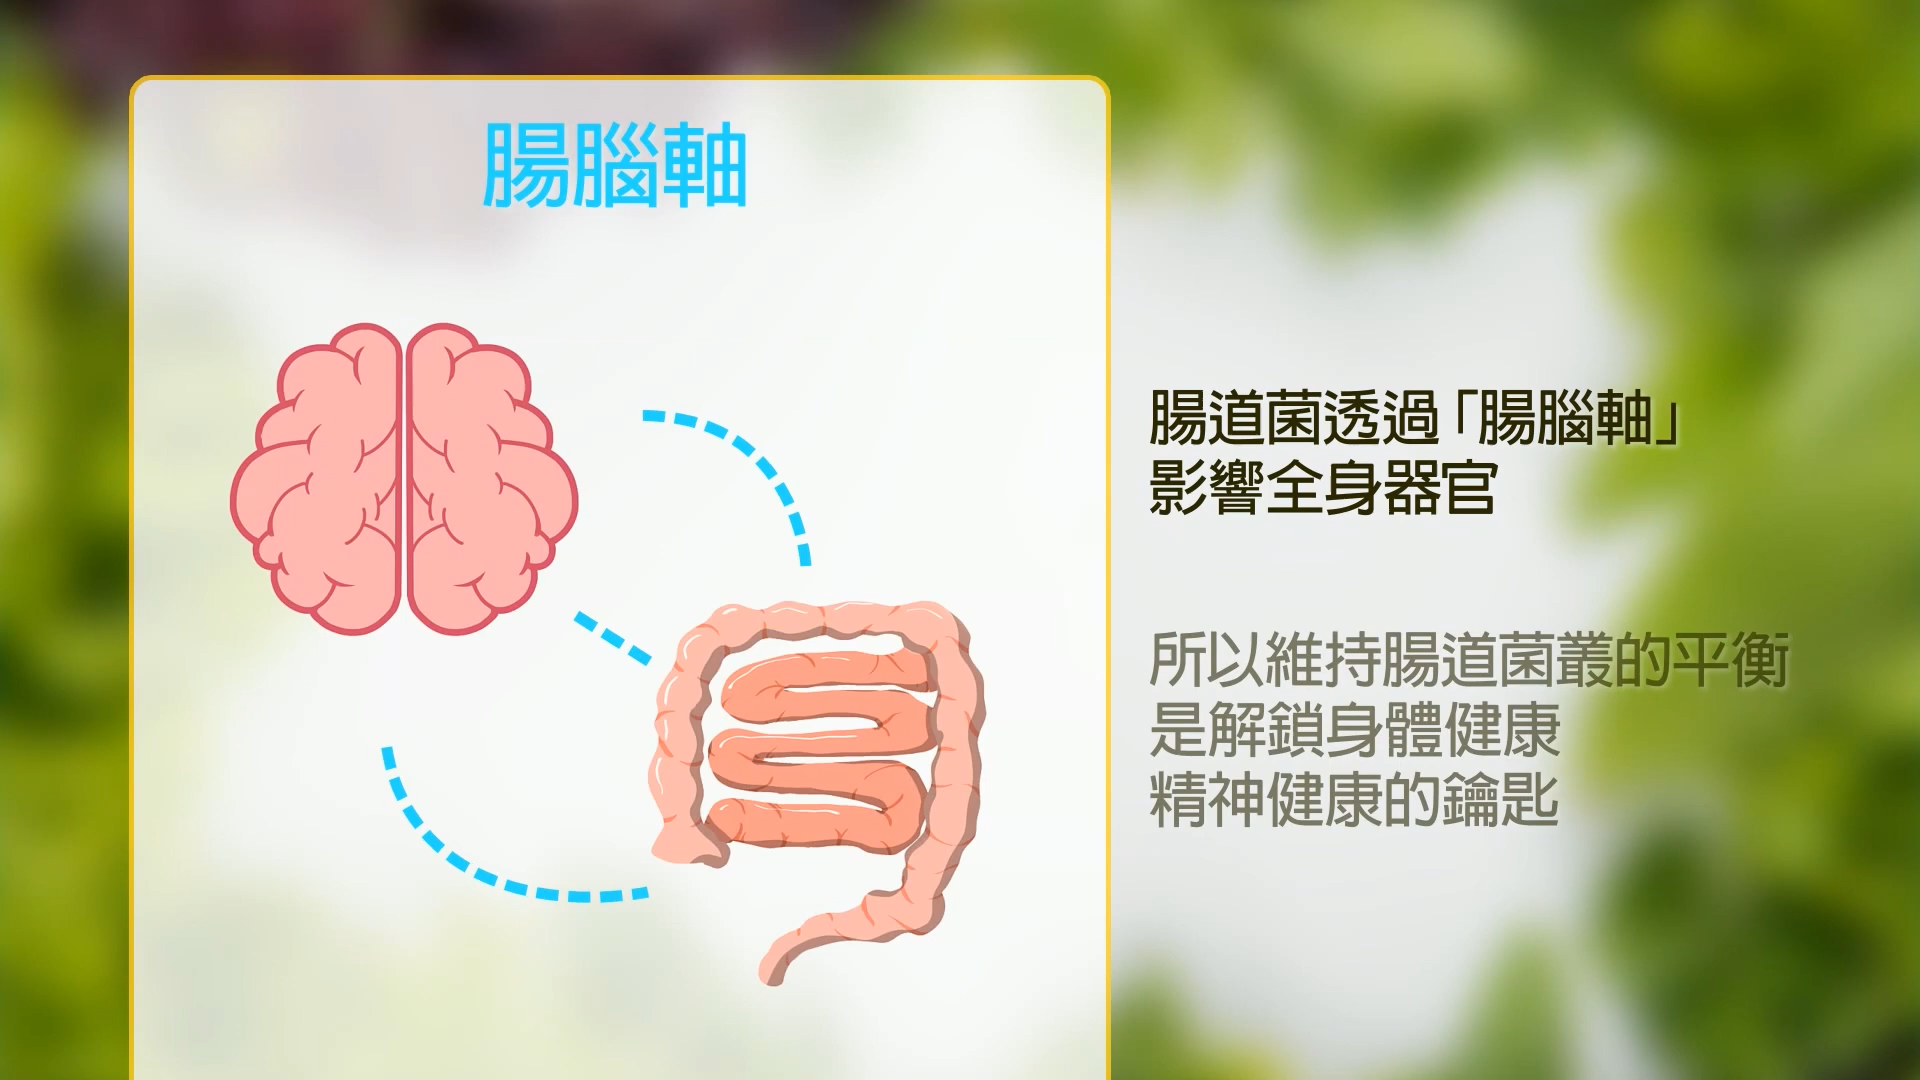 腸腦軸
腸道菌透過「腸腦軸」
影響全身器官
所以維持腸道菌叢的平衡
是解鎖身體健康
精神健康的鑰匙